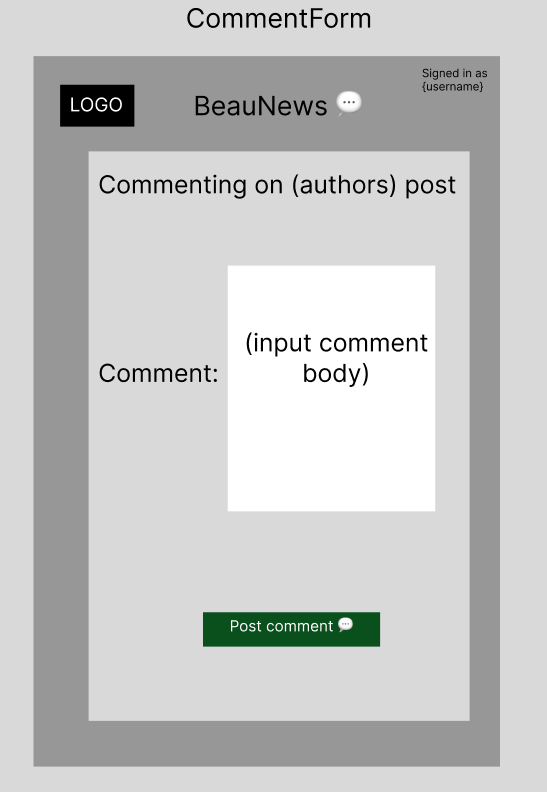 CommentForm
Signed in as
{username}
LOGO
BeauNews 💬
Commenting on (authors) post
(input comment
body)
Comment:
Post comment 💬